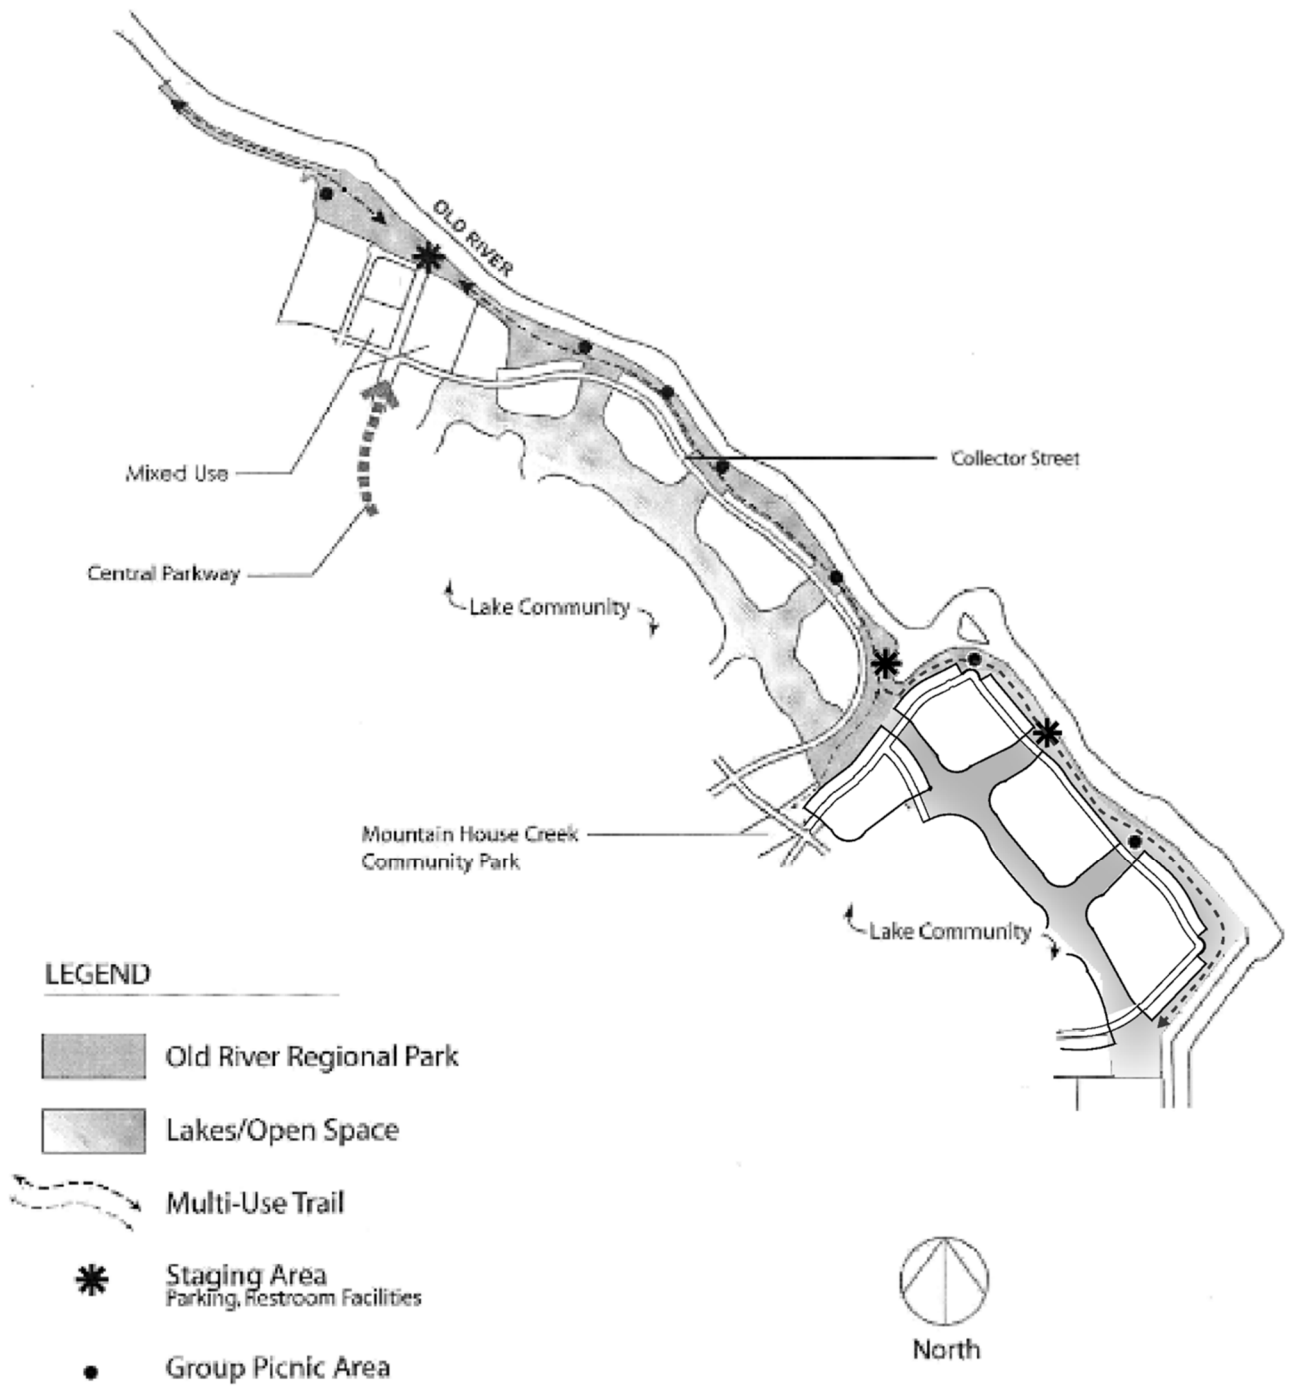 OLD RIVER
Collector Street
Mixed Use
Central Parkway
Lake Community
Mountain House Creek
Community Park
Lake Community
LEGEND
Old River Regional Park
Lakes/Open Space
Multi-Use Trail
Staging Area
Parking, Restroom Facilities
Group Picnic Area
North